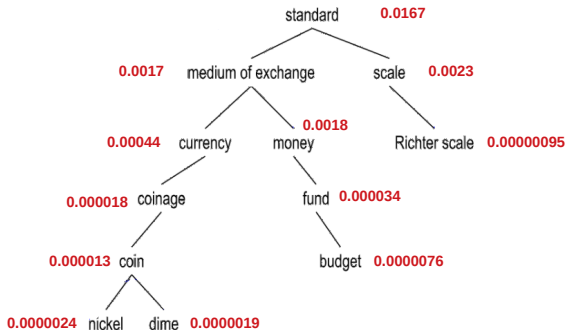 standard 0.0167
0.0017 medium of exchange scale 0.0023
0.0018
0.00044 currency money Richter scale 0.00000095
0.000018 coinage fund 0.000034
0.000013 coin budget 0.0000076
0.0000024 nickel dime 0.0000019